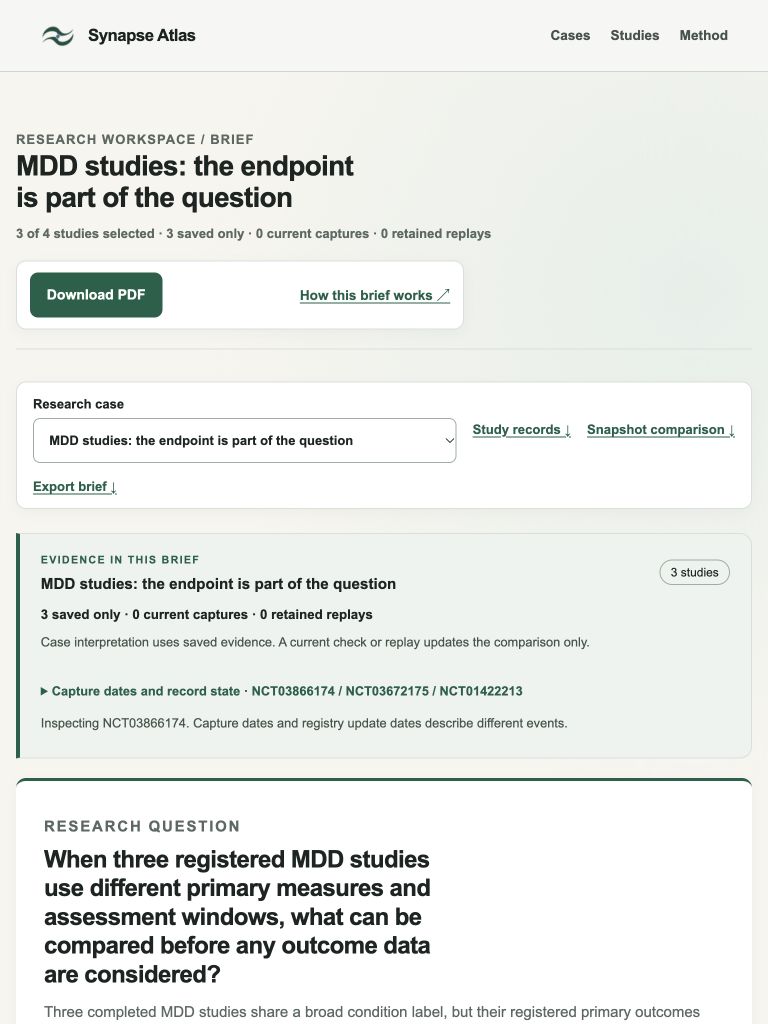 Synapse Atlas
Cases Studies Method
RESEARCH WORKSPACE / BRIEF
MDD studies: the endpoint
is part of the question
3 of 4 studies selected · 3 saved only · 0 current captures · 0 retained replays
Download PDF
How this brief works ↗
Research case
MDD studies: the endpoint is part of the question
Study records ↓ Snapshot comparison ↓
Export brief ↓
EVIDENCE IN THIS BRIEF
3 studies
MDD studies: the endpoint is part of the question
3 saved only · 0 current captures · 0 retained replays
Case interpretation uses saved evidence. A current check or replay updates the comparison only.
▶ Capture dates and record state · NCT03866174 / NCT03672175 / NCT01422213
Inspecting NCT03866174. Capture dates and registry update dates describe different events.
RESEARCH QUESTION
When three registered MDD studies
use different primary measures and
assessment windows, what can be
compared before any outcome data
are considered?
Three completed MDD studies share a broad condition label, but their registered primary outcomes